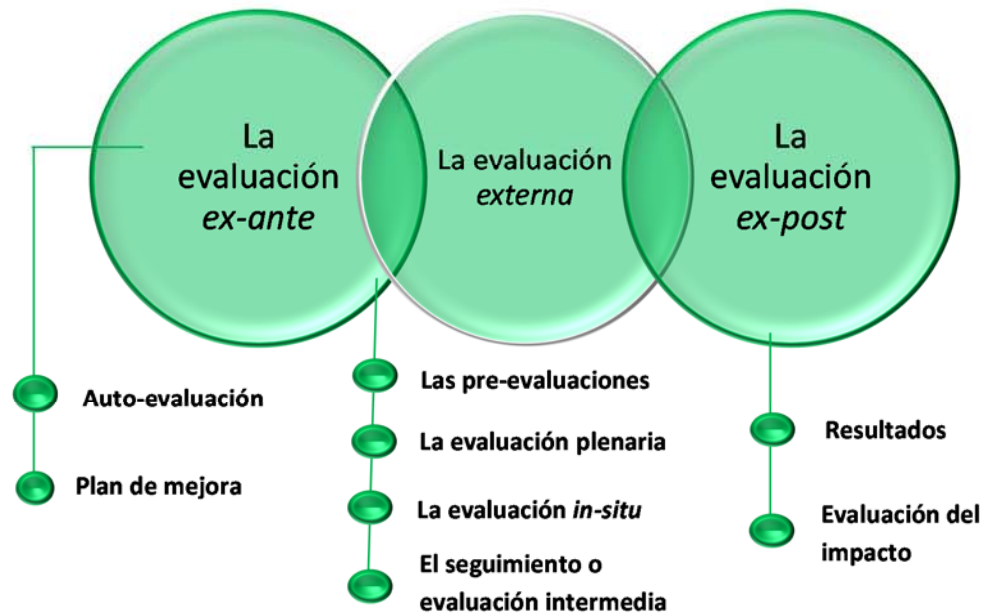 La
evaluación
ex-ante
La evaluación
externa
La
evaluación
ex-post
Auto-evaluación
Plan de mejora
Las pre-evaluaciones
La evaluación plenaria
La evaluación in-situ
El seguimiento o
evaluación intermedia
Resultados
Evaluación del
impacto